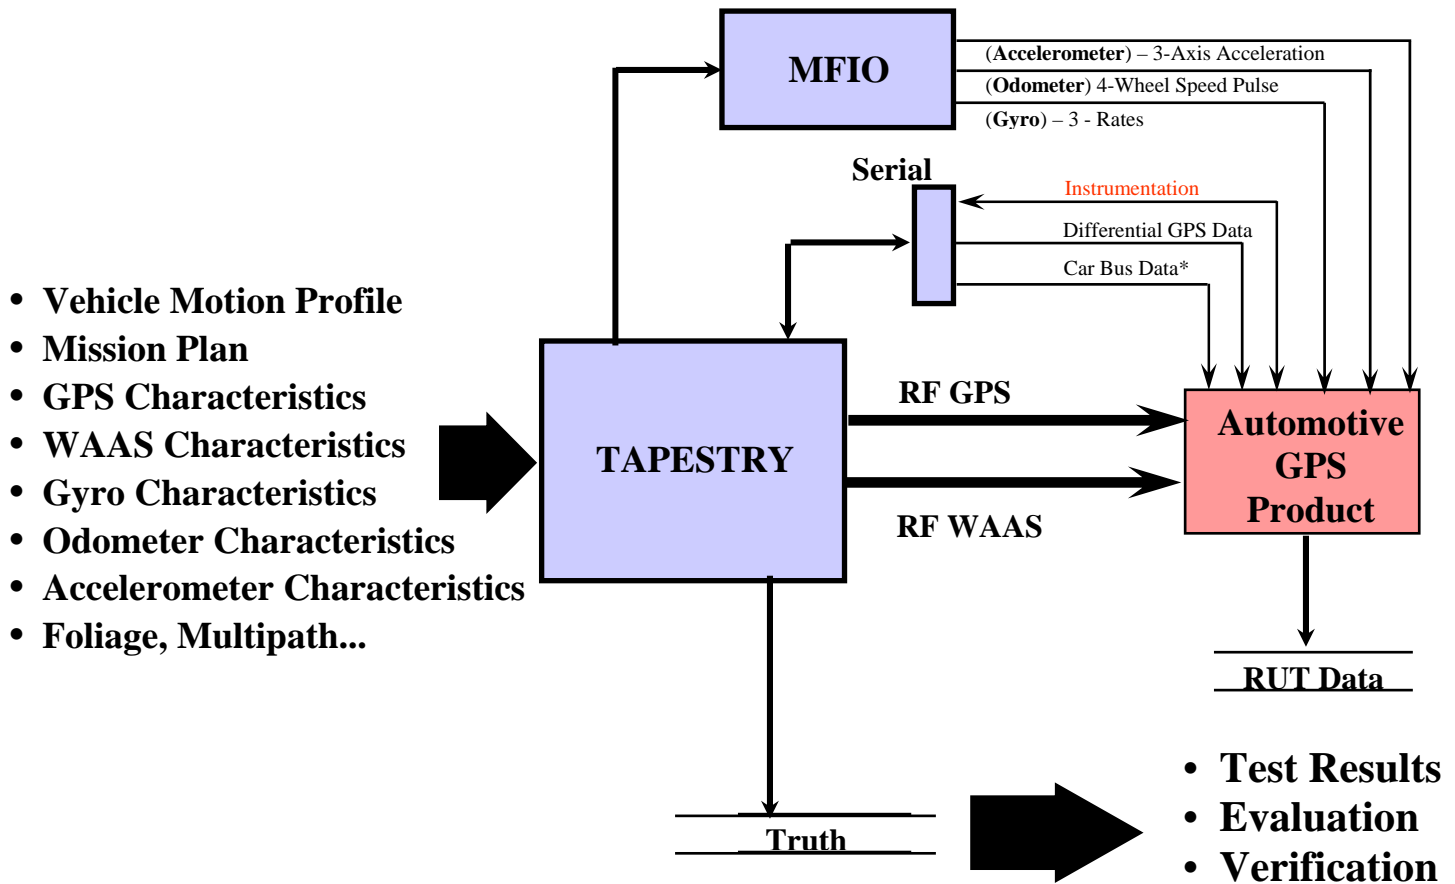 MFIO
(Accelerometer) – 3-Axis Acceleration
(Odometer) 4-Wheel Speed Pulse
(Gyro) – 3 - Rates
Serial
Instrumentation
Differential GPS Data
Car Bus Data*
• Vehicle Motion Profile
• Mission Plan
• GPS Characteristics
• WAAS Characteristics
• Gyro Characteristics
• Odometer Characteristics
• Accelerometer Characteristics
• Foliage, Multipath...
TAPESTRY
RF GPS
RF WAAS
Automotive
GPS
Product
RUT Data
Truth
• Test Results
• Evaluation
• Verification